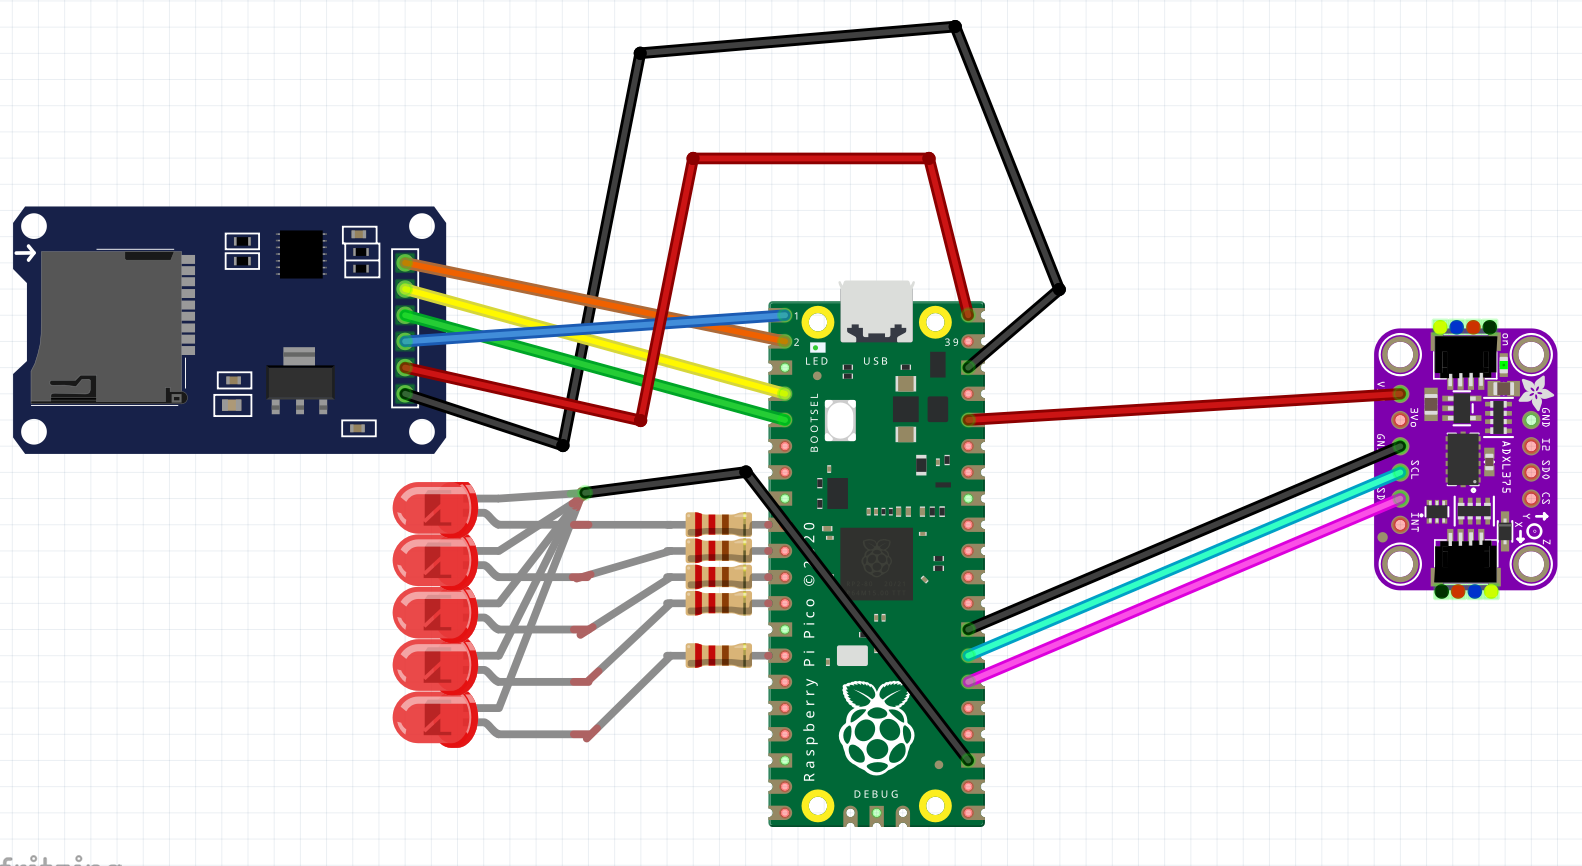 1
2
39
LED
USB
BOOTSEL
Raspberry Pi Pico © 2020
DEBUG
on
V
3Vo
GN
SCL
SD
INT
GND
I2
SDO
CS
ADXL375
Y
X
Z
fritzing